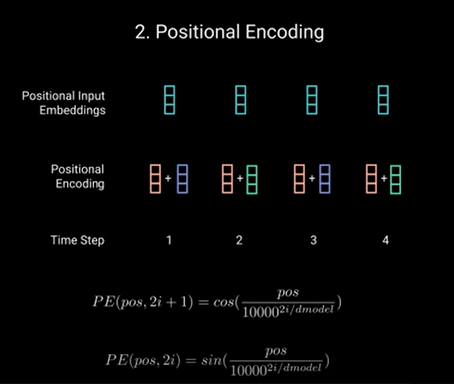 2. Positional Encoding
Positional Input
Embeddings
Positional
Encoding
+ + + +
Time Step 1 2 3 4
PE(pos, 2i + 1) = cos(pos / 10000^{2i/dmodel})
PE(pos, 2i) = sin(pos / 10000^{2i/dmodel})